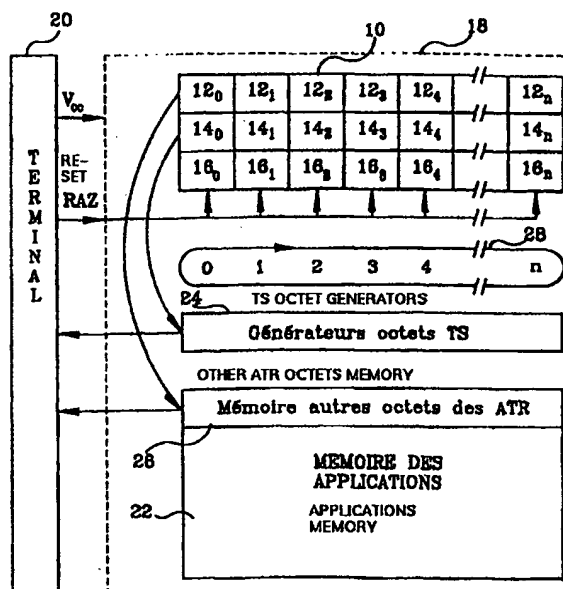 20
10
18
V∞
TERMINAL
RE-
SET
RAZ
12₀ 12₁ 12₂ 12₃ 12₄ 12ₙ
14₀ 14₁ 14₂ 14₃ 14₄ 14ₙ
16₀ 16₁ 16₂ 16₃ 16₄ 16ₙ
28
0 1 2 3 4 n
24
TS OCTET GENERATORS
Générateurs octets TS
OTHER ATR OCTETS MEMORY
Mémoire autres octets des ATR
26
MEMOIRE DES
APPLICATIONS
22
APPLICATIONS
MEMORY